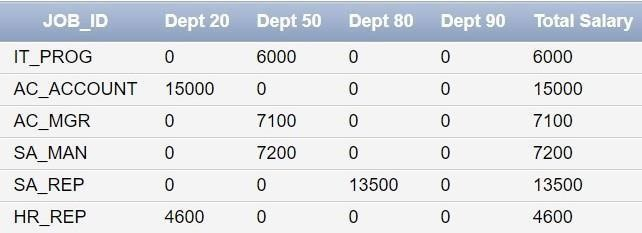 JOB_ID Dept 20 Dept 50 Dept 80 Dept 90 Total Salary
IT_PROG 0 6000 0 0 6000
AC_ACCOUNT 15000 0 0 0 15000
AC_MGR 0 7100 0 0 7100
SA_MAN 0 7200 0 0 7200
SA_REP 0 0 13500 0 13500
HR_REP 4600 0 0 0 4600